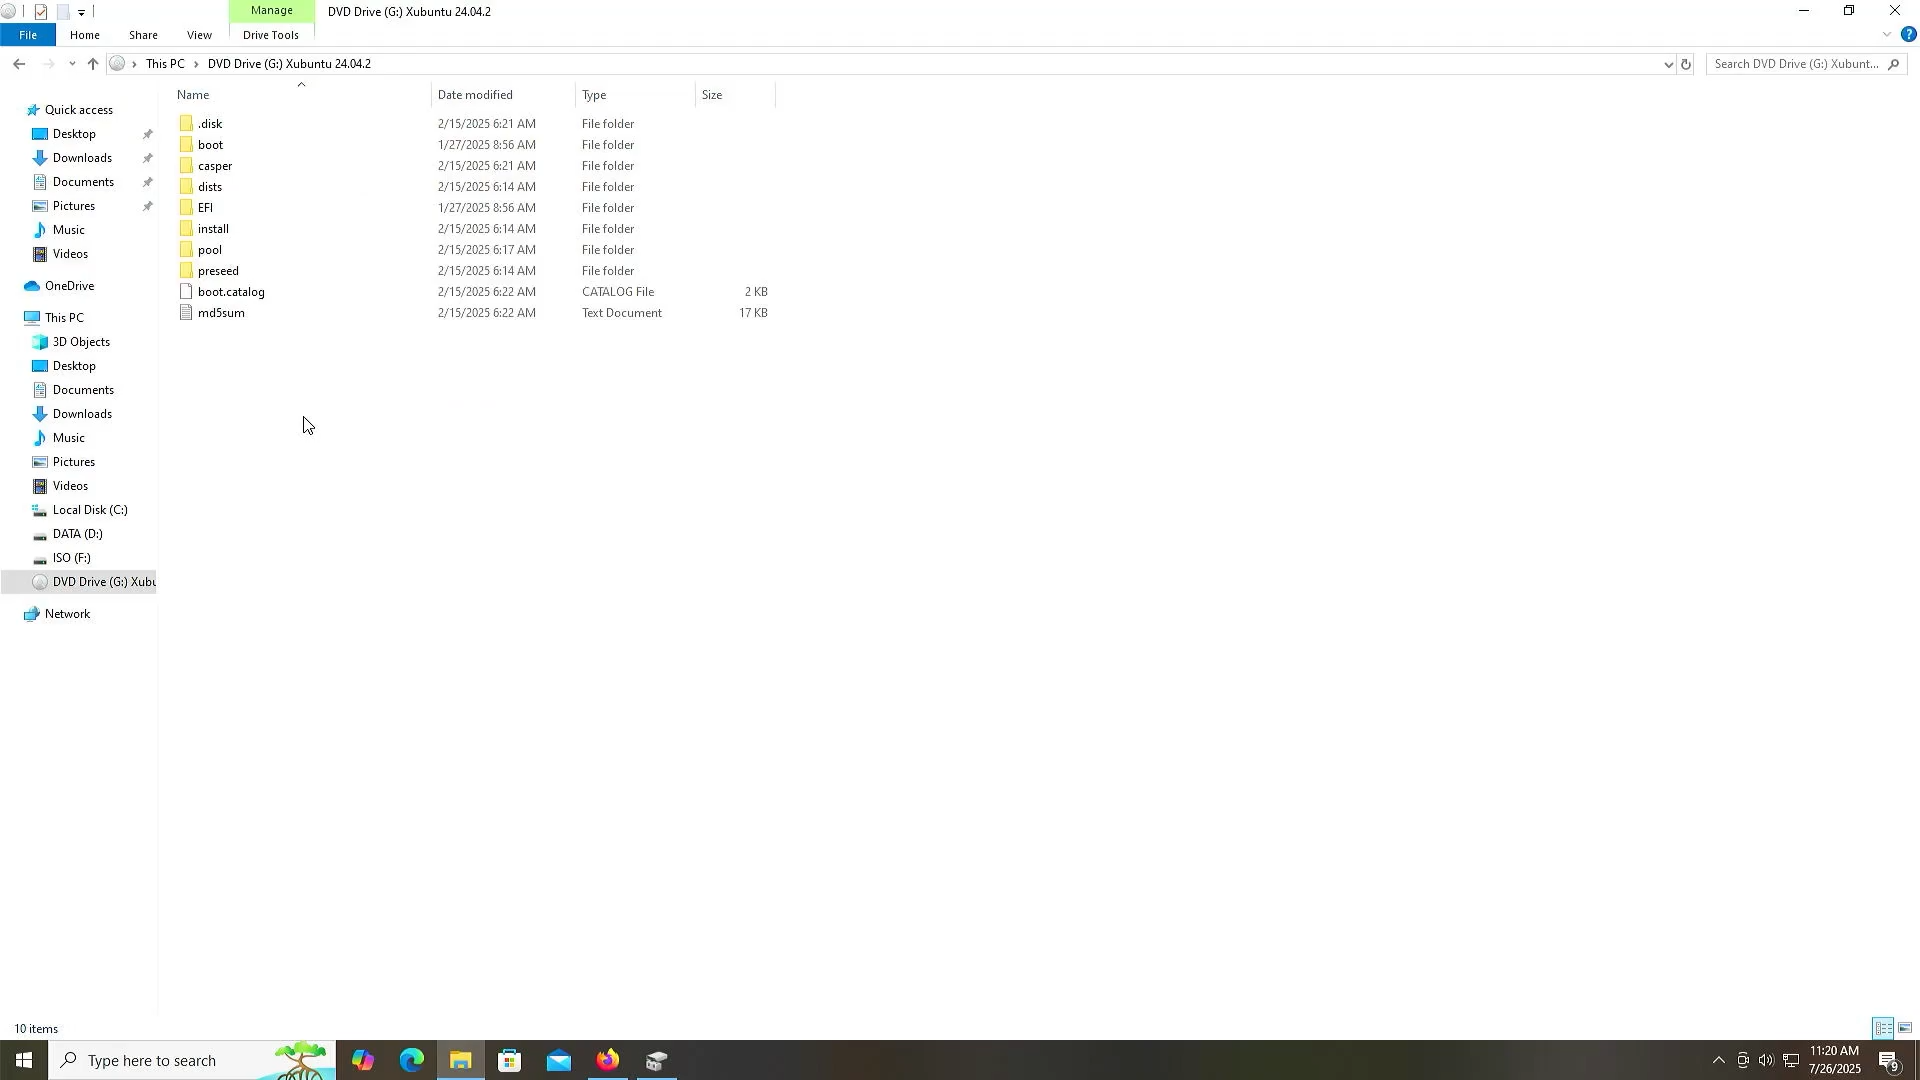 Manage
DVD Drive (G:) Xubuntu 24.04.2
File
Home
Share
View
Drive Tools
This PC
DVD Drive (G:) Xubuntu 24.04.2
Search DVD Drive (G:) Xubunt...
Name
Date modified
Type
Size
.disk 2/15/2025 6:21 AM File folder
boot 1/27/2025 8:56 AM File folder
casper 2/15/2025 6:21 AM File folder
dists 2/15/2025 6:14 AM File folder
EFI 1/27/2025 8:56 AM File folder
install 2/15/2025 6:14 AM File folder
pool 2/15/2025 6:17 AM File folder
preseed 2/15/2025 6:14 AM File folder
boot.catalog 2/15/2025 6:22 AM CATALOG File 2 KB
md5sum 2/15/2025 6:22 AM Text Document 17 KB
Quick access
Desktop
Downloads
Documents
Pictures
Music
Videos
OneDrive
This PC
3D Objects
Desktop
Documents
Downloads
Music
Pictures
Videos
Local Disk (C:)
DATA (D:)
ISO (F:)
DVD Drive (G:) Xubu
Network
10 items
Type here to search
11:20 AM
7/26/2025
9